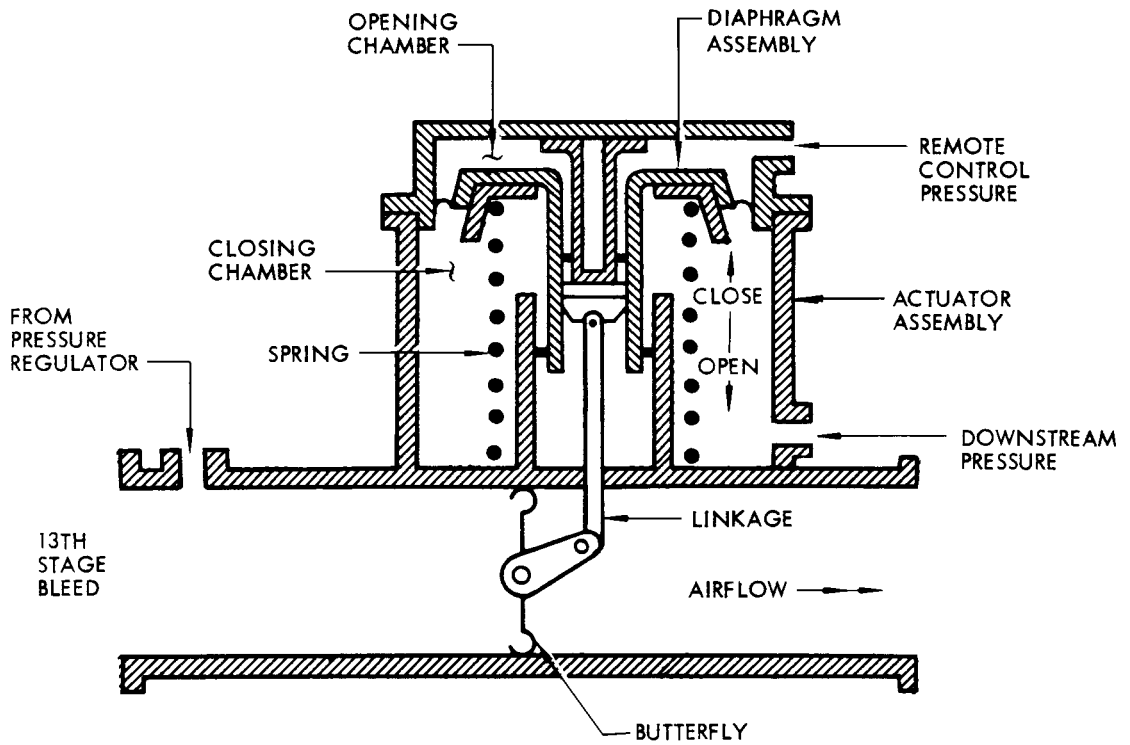 OPENING
CHAMBER
DIAPHRAGM
ASSEMBLY
REMOTE
CONTROL
PRESSURE
CLOSING
CHAMBER
CLOSE
ACTUATOR
ASSEMBLY
FROM
PRESSURE
REGULATOR
SPRING
OPEN
DOWNSTREAM
PRESSURE
LINKAGE
13TH
STAGE
BLEED
AIRFLOW
BUTTERFLY